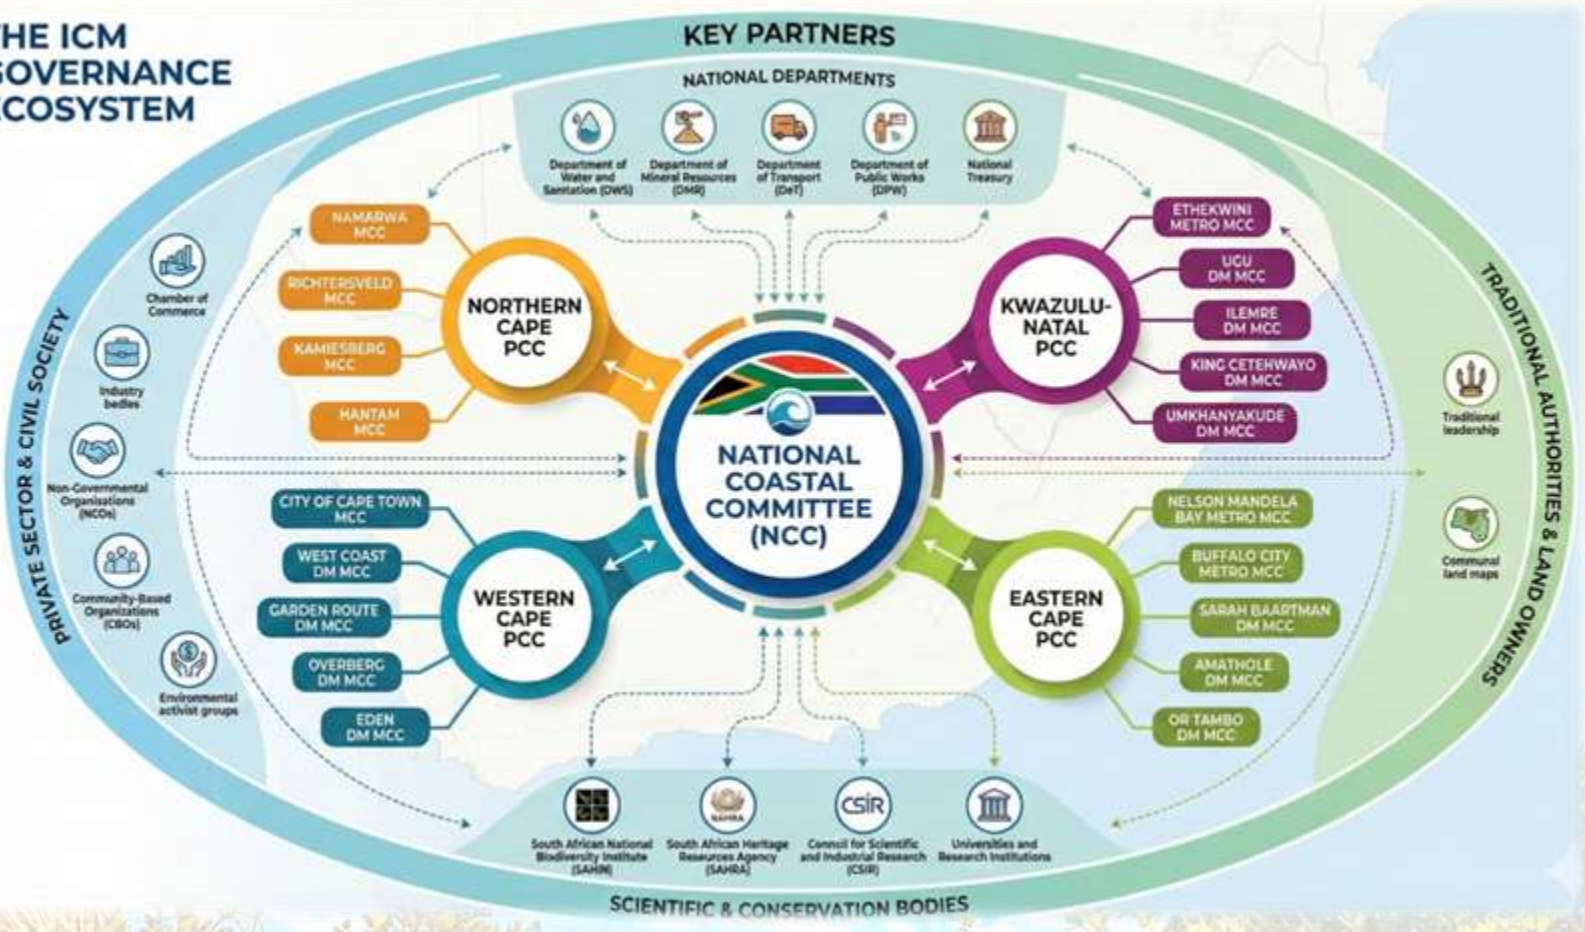 THE ICM
GOVERNANCE
ECOSYSTEM
KEY PARTNERS
NATIONAL DEPARTMENTS
Department of
Water and
Sanitation (DWS)
Department of
Mineral Resources
(DMR)
Department
of Transport
(DeT)
Department of
Public Works
(DPW)
National
Treasury
PRIVATE SECTOR & CIVIL SOCIETY
Chamber of
Commerce
Industry
bedies
Non-Governmental
Organisations
(NCOs)
Community-Based
Organizations
(CBOs)
Environmental
activist groups
NAMARWA
MCC
RICHTERSVELD
MCC
KAMIESBERG
MCC
HANTAM
MCC
NORTHERN
CAPE
PCC
KWAZULU-
NATAL
PCC
ETHEKWINI
METRO MCC
UGU
DM MCC
ILEMRE
DM MCC
KING CETEHWAYO
DM MCC
UMKHANYAKUDE
DM MCC
NATIONAL
COASTAL
COMMITTEE
(NCC)
CITY OF CAPE TOWN
MCC
WEST COAST
DM MCC
GARDEN ROUTE
DM MCC
OVERBERG
DM MCC
EDEN
DM MCC
WESTERN
CAPE
PCC
EASTERN
CAPE
PCC
NELSON MANDELA
BAY METRO MCC
BUFFALO CITY
METRO MCC
SARAH BAARTMAN
DM MCC
AMATHOLE
DM MCC
OR TAMBO
DM MCC
TRADITIONAL AUTHORITIES & LAND OWNERS
Traditional
leadership
Communal
land maps
SAHRA
CSIR
South African National
Biodiversity Institute
(SAHIN)
South African Heritage
Resources Agency
(SAHRA)
Council for Scientific
and Industrial Research
(CSIR)
Universities and
Research Institutions
SCIENTIFIC & CONSERVATION BODIES